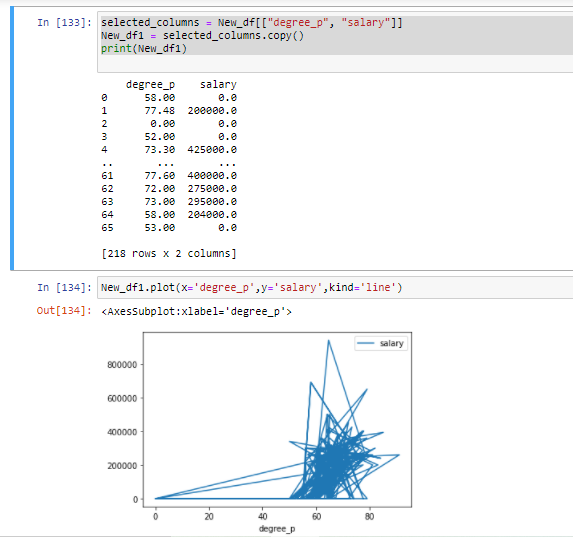 In [133]: selected_columns = New_df[["degree_p", "salary"]]
New_df1 = selected_columns.copy()
print(New_df1)
degree_p salary
0 58.00 0.0
1 77.48 200000.0
2 0.00 0.0
3 52.00 0.0
4 73.30 425000.0
.. ... ...
61 77.60 400000.0
62 72.00 275000.0
63 73.00 295000.0
64 58.00 204000.0
65 53.00 0.0
[218 rows x 2 columns]
In [134]: New_df1.plot(x='degree_p',y='salary',kind='line')
Out[134]: <AxesSubplot:xlabel='degree_p'>
salary
800000
600000
400000
200000
0
0 20 40 60 80
degree_p